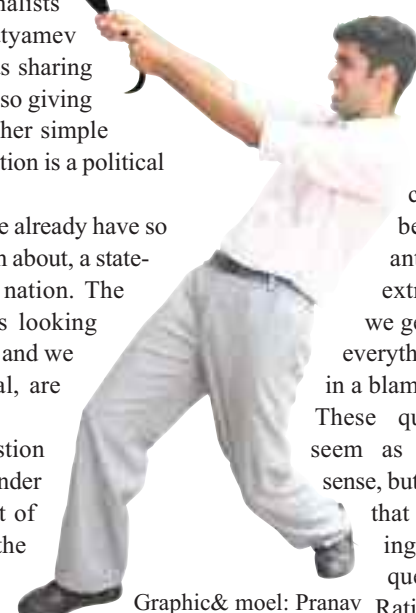 nalists
tyamev
s sharing
so giving
her simple
tion is a political
e already have so
n about, a state-
nation. The
s looking
and we
al, are
stion
nder
t of
the
c
be
ant
extr
we ge
everyth
in a blam
These qu
seem as
sense, but
that
ing
que
Rati
Graphic& moel: Pranav